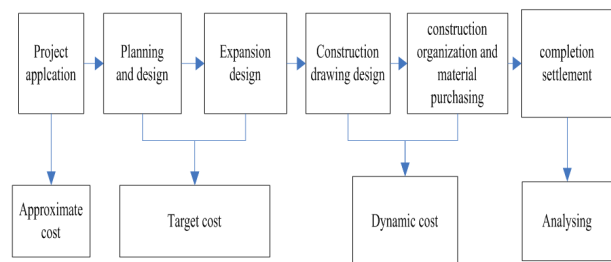 Project
applcation
Planning
and design
Expansion
design
Construction
drawing design
construction
organization and
material
purchasing
completion
settlement
Approximate
cost
Target cost
Dynamic cost
Analysing